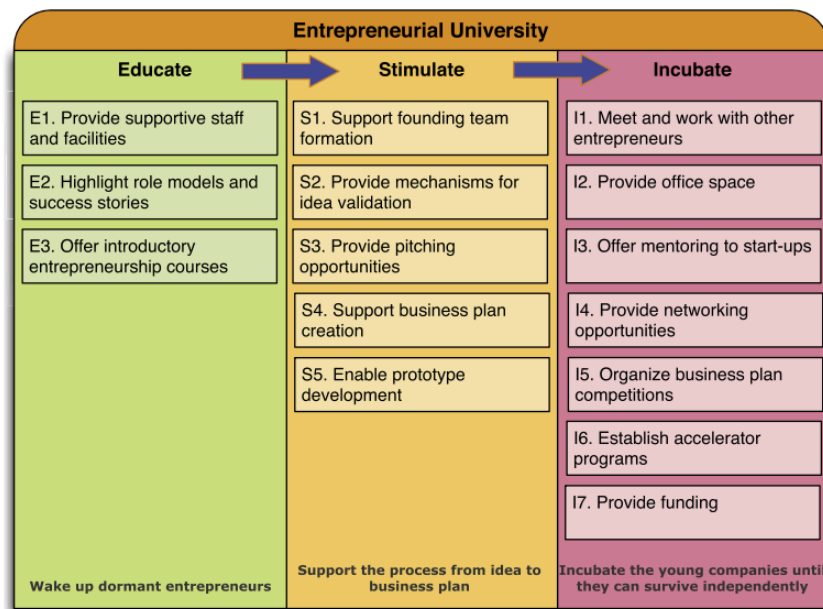 Entrepreneurial University
Educate
E1. Provide supportive staff
and facilities
E2. Highlight role models and
success stories
E3. Offer introductory
entrepreneurship courses
Wake up dormant entrepreneurs
Stimulate
S1. Support founding team
formation
S2. Provide mechanisms for
idea validation
S3. Provide pitching
opportunities
S4. Support business plan
creation
S5. Enable prototype
development
Support the process from idea to
business plan
Incubate
I1. Meet and work with other
entrepreneurs
I2. Provide office space
I3. Offer mentoring to start-ups
I4. Provide networking
opportunities
I5. Organize business plan
competitions
I6. Establish accelerator
programs
I7. Provide funding
Incubate the young companies until
they can survive independently